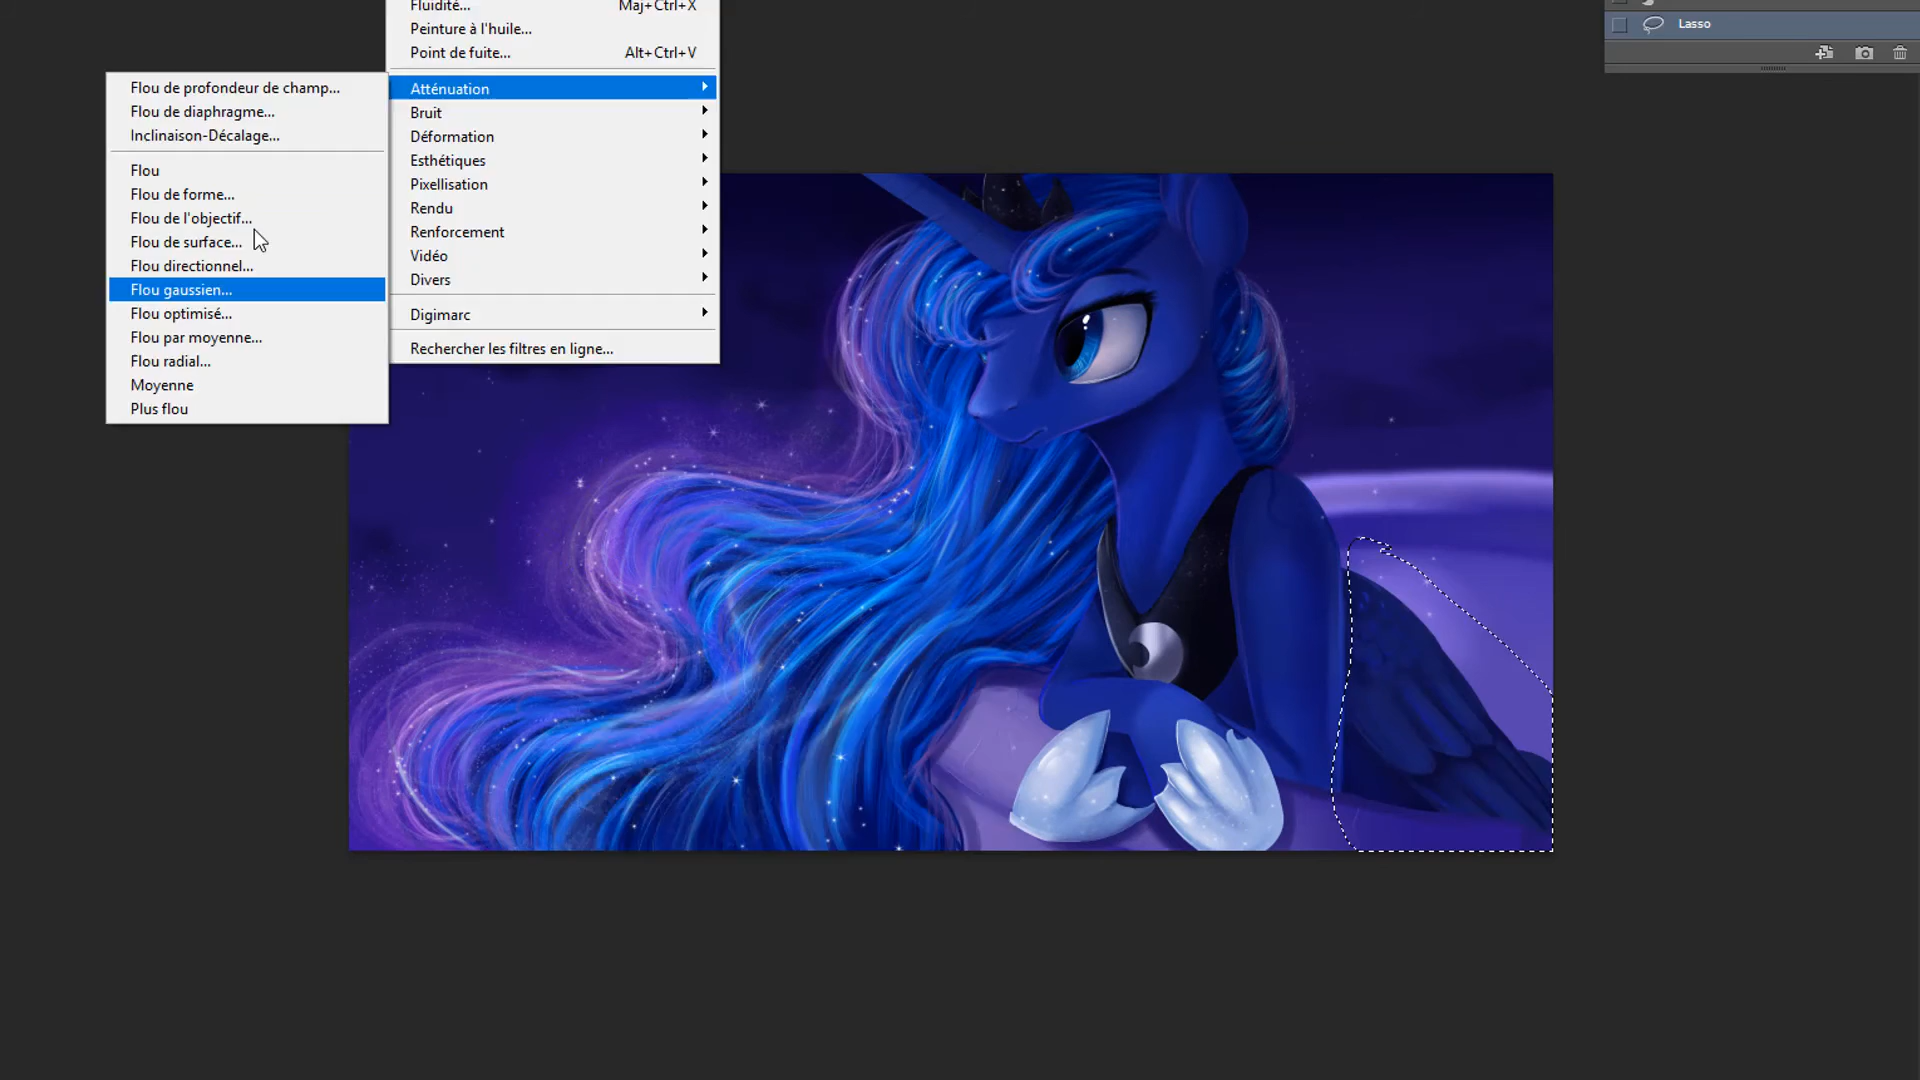 Fluidité... Maj+Ctrl+X
Peinture à l'huile...
Point de fuite... Alt+Ctrl+V
Atténuation
Bruit
Déformation
Esthétiques
Pixellisation
Rendu
Renforcement
Vidéo
Divers
Digimarc
Rechercher les filtres en ligne...
Flou de profondeur de champ...
Flou de diaphragme...
Inclinaison-Décalage...
Flou
Flou de forme...
Flou de l'objectif...
Flou de surface...
Flou directionnel...
Flou gaussien...
Flou optimisé...
Flou par moyenne...
Flou radial...
Moyenne
Plus flou
Lasso